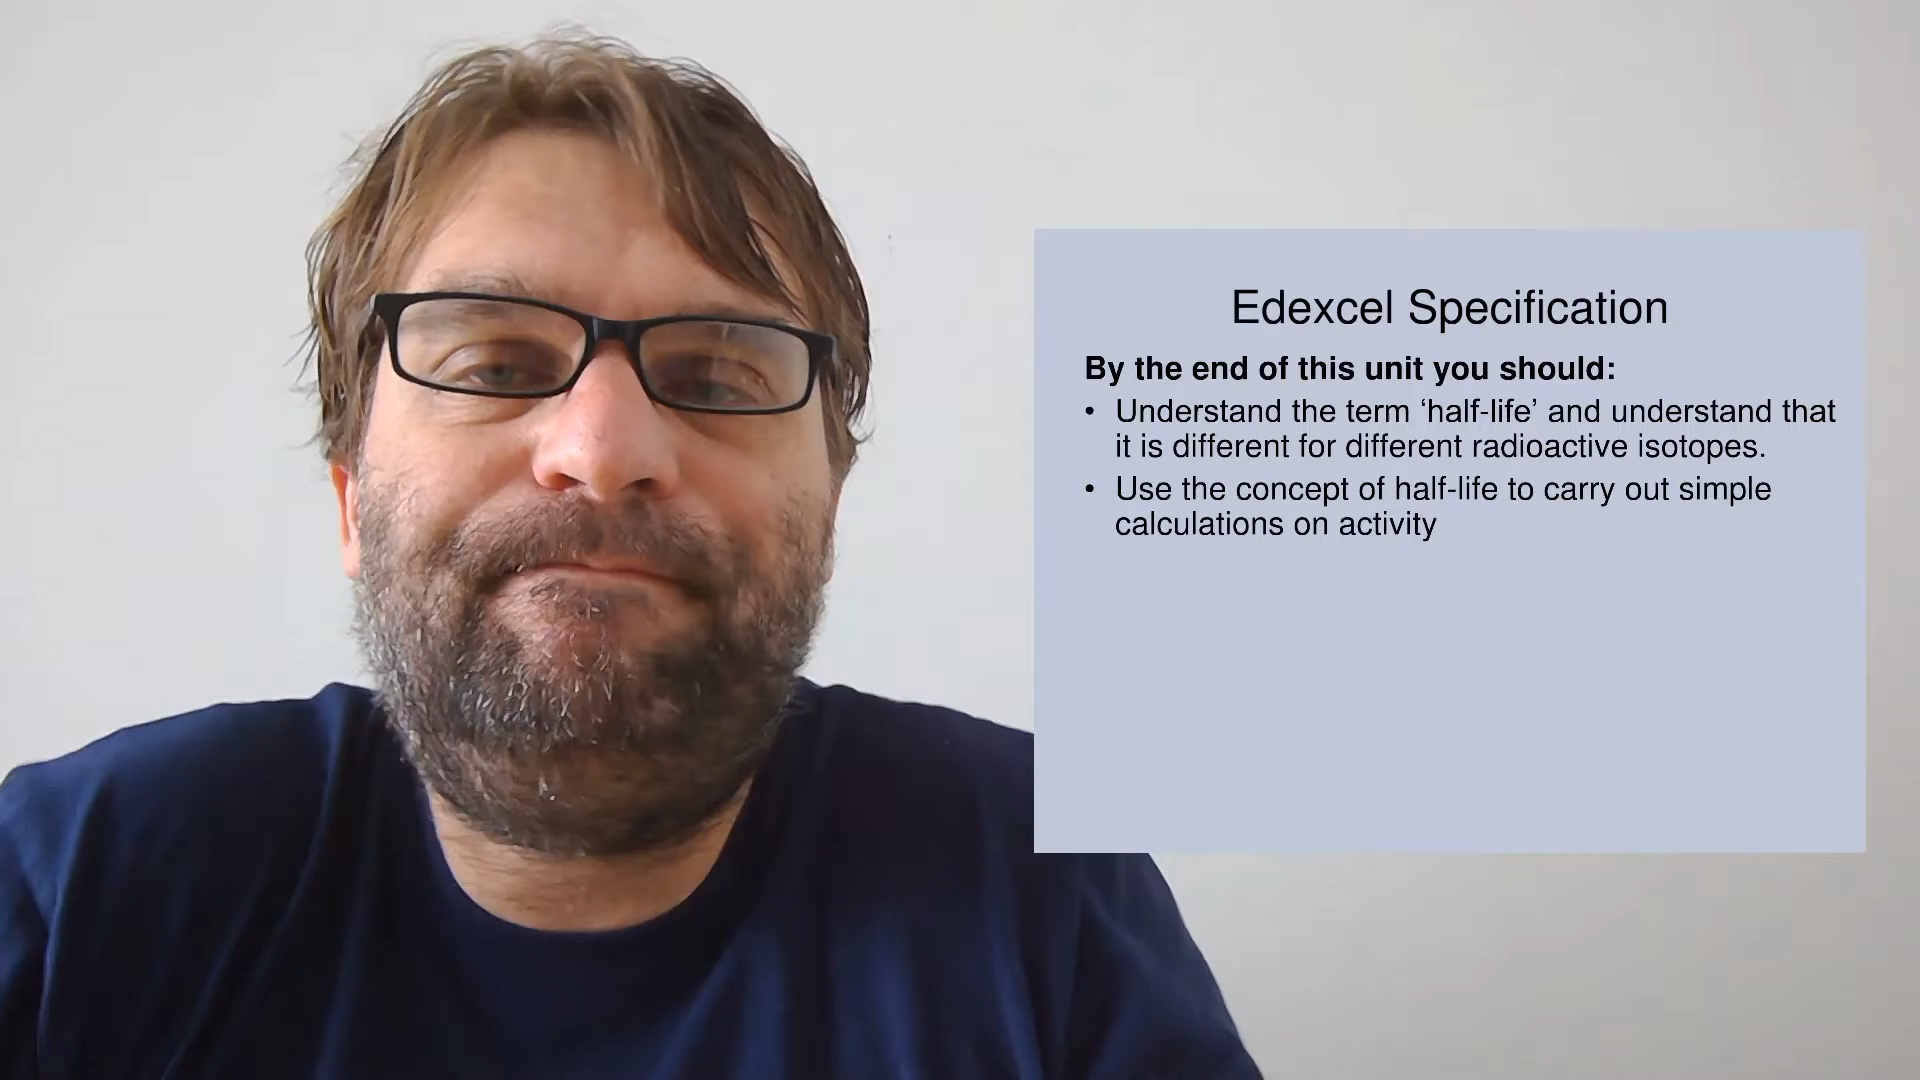 Edexcel Specification
By the end of this unit you should:
• Understand the term ‘half-life’ and understand that
it is different for different radioactive isotopes.
• Use the concept of half-life to carry out simple
calculations on activity